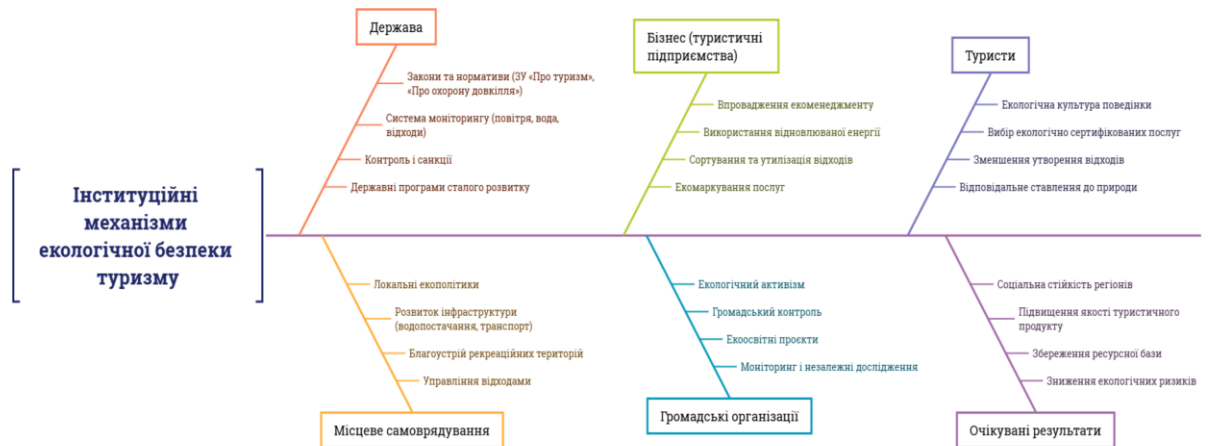 Інституційні
механізми
екологічної безпеки
туризму
Держава
Закони та нормативи (ЗУ «Про туризм»,
«Про охорону довкілля»)
Система моніторингу (повітря, вода,
відходи)
Контроль і санкції
Державні програми сталого розвитку
Бізнес (туристичні
підприємства)
Впровадження екоменеджменту
Використання відновлюваної енергії
Сортування та утилізація відходів
Екомаркування послуг
Туристи
Екологічна культура поведінки
Вибір екологічно сертифікованих послуг
Зменшення утворення відходів
Відповідальне ставлення до природи
Локальні екополітики
Розвиток інфраструктури
(водопостачання, транспорт)
Благоустрій рекреаційних територій
Управління відходами
Місцеве самоврядування
Екологічний активізм
Громадський контроль
Екоосвітні проєкти
Моніторинг і незалежні дослідження
Громадські організації
Соціальна стійкість регіонів
Підвищення якості туристичного
продукту
Збереження ресурсної бази
Зниження екологічних ризиків
Очікувані результати